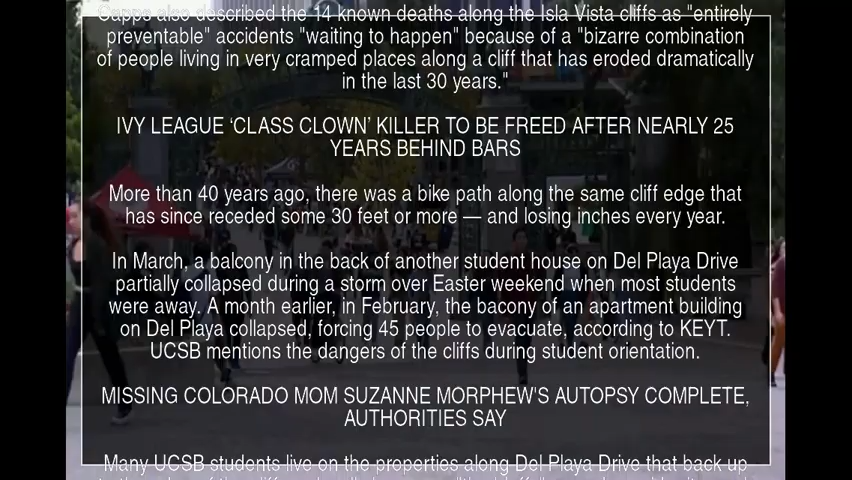 Capps also described the 14 known deaths along the Isla Vista cliffs as "entirely
preventable" accidents "waiting to happen" because of a "bizarre combination
of people living in very cramped places along a cliff that has eroded dramatically
in the last 30 years."
IVY LEAGUE ‘CLASS CLOWN’ KILLER TO BE FREED AFTER NEARLY 25
YEARS BEHIND BARS
More than 40 years ago, there was a bike path along the same cliff edge that
has since receded some 30 feet or more — and losing inches every year.
In March, a balcony in the back of another student house on Del Playa Drive
partially collapsed during a storm over Easter weekend when most students
were away. A month earlier, in February, the bacony of an apartment building
on Del Playa collapsed, forcing 45 people to evacuate, according to KEYT.
UCSB mentions the dangers of the cliffs during student orientation.
MISSING COLORADO MOM SUZANNE MORPHEW'S AUTOPSY COMPLETE,
AUTHORITIES SAY
Many UCSB students live on the properties along Del Playa Drive that back up